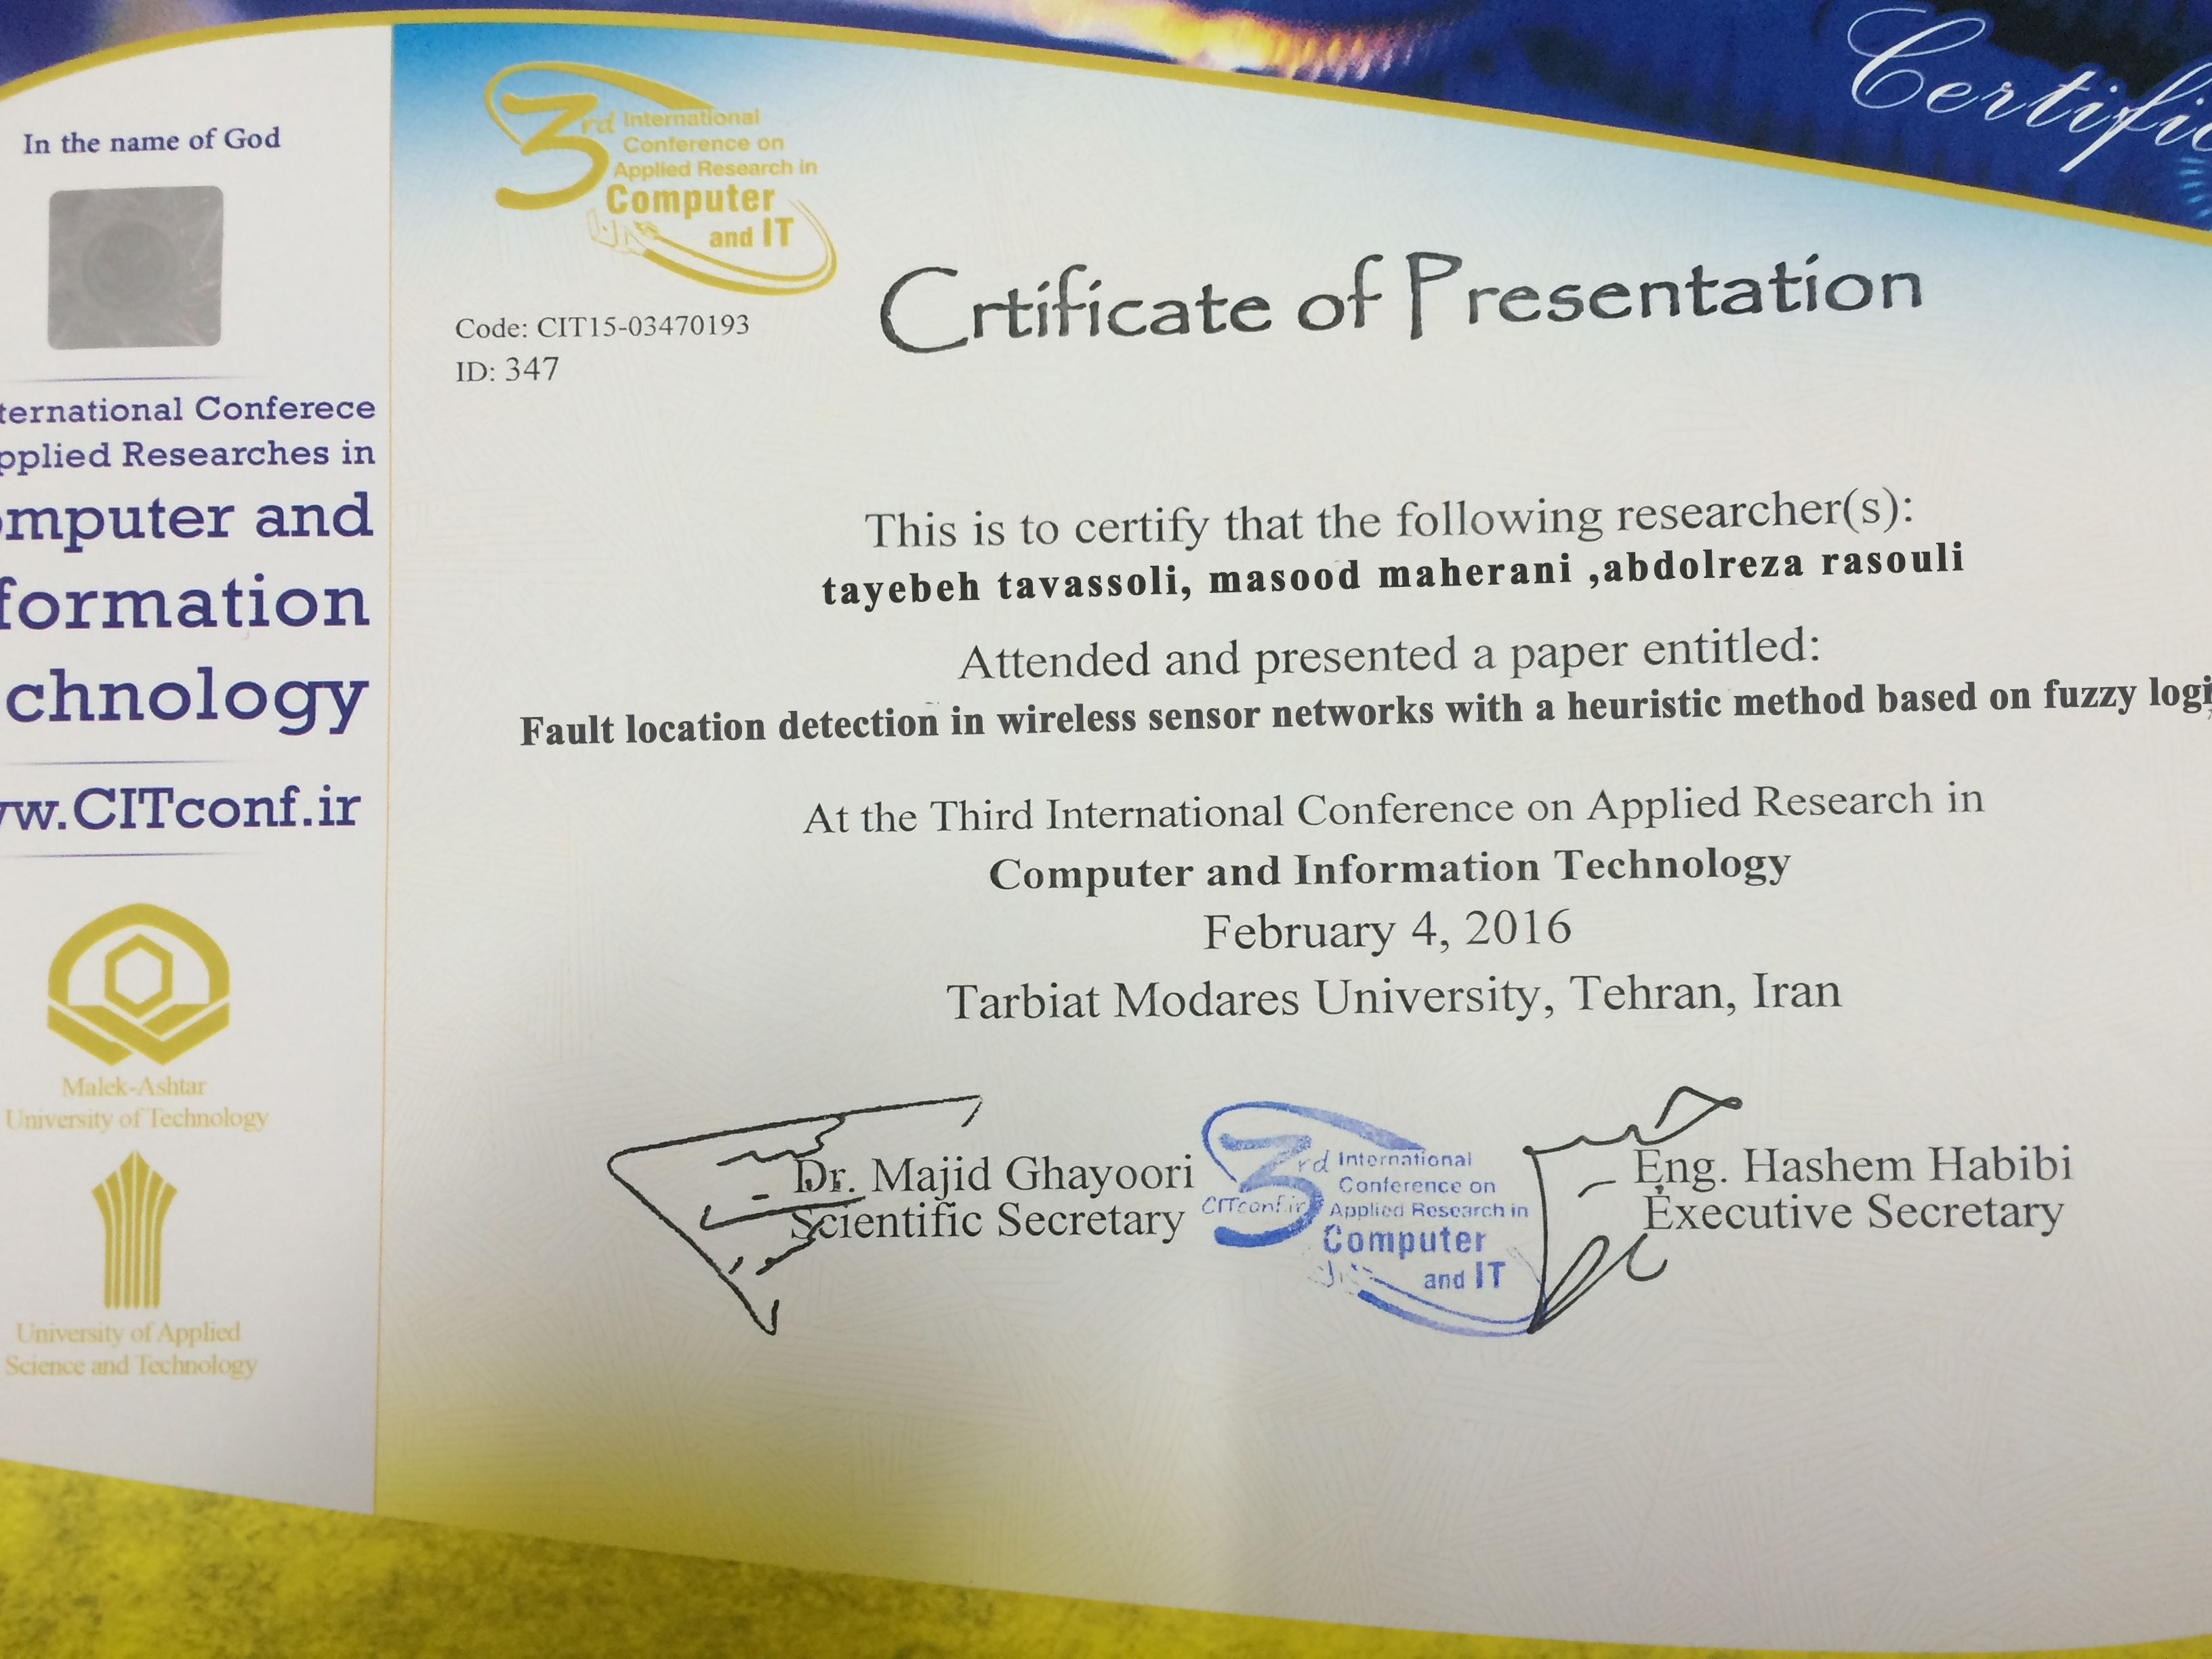 Certific
In the name of God
ternational Conferece
pplied Researches in
omputer and
formation
chnology
w.CITconf.ir
Malek-Ashtar
University of Technology
University of Applied
Science and Technology
3rd International
Conference on
Applied Research in
Computer
and IT
Code: CIT15-03470193
ID: 347
Crtificate of Presentation
This is to certify that the following researcher(s):
tayebeh tavassoli, masood maherani ,abdolreza rasouli
Attended and presented a paper entitled:
Fault location detection in wireless sensor networks with a heuristic method based on fuzzy logi
At the Third International Conference on Applied Research in
Computer and Information Technology
February 4, 2016
Tarbiat Modares University, Tehran, Iran
Dr. Majid Ghayoori
Scientific Secretary
3rd International
Conference on
CITconf.ir Applied Research in
Computer
and IT
Eng. Hashem Habibi
Executive Secretary